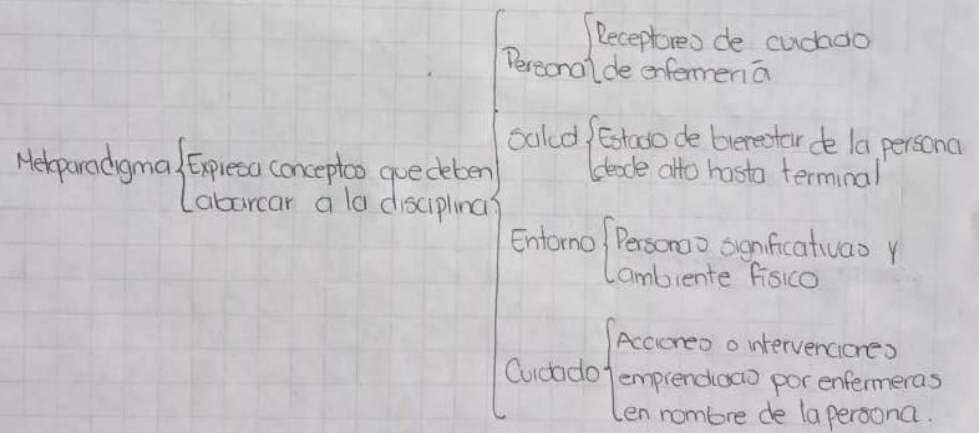 Metaparadigma { Expresa conceptos que deben
abarcar a la disciplina
Persona { Receptores de cuidado
de enfermería
Salud { Estado de bienestar de la persona
desde alto hasta terminal
Entorno { Personas significativas y
ambiente físico
Cuidado { Acciones o intervenciones
emprendidas por enfermeras
en nombre de la persona.